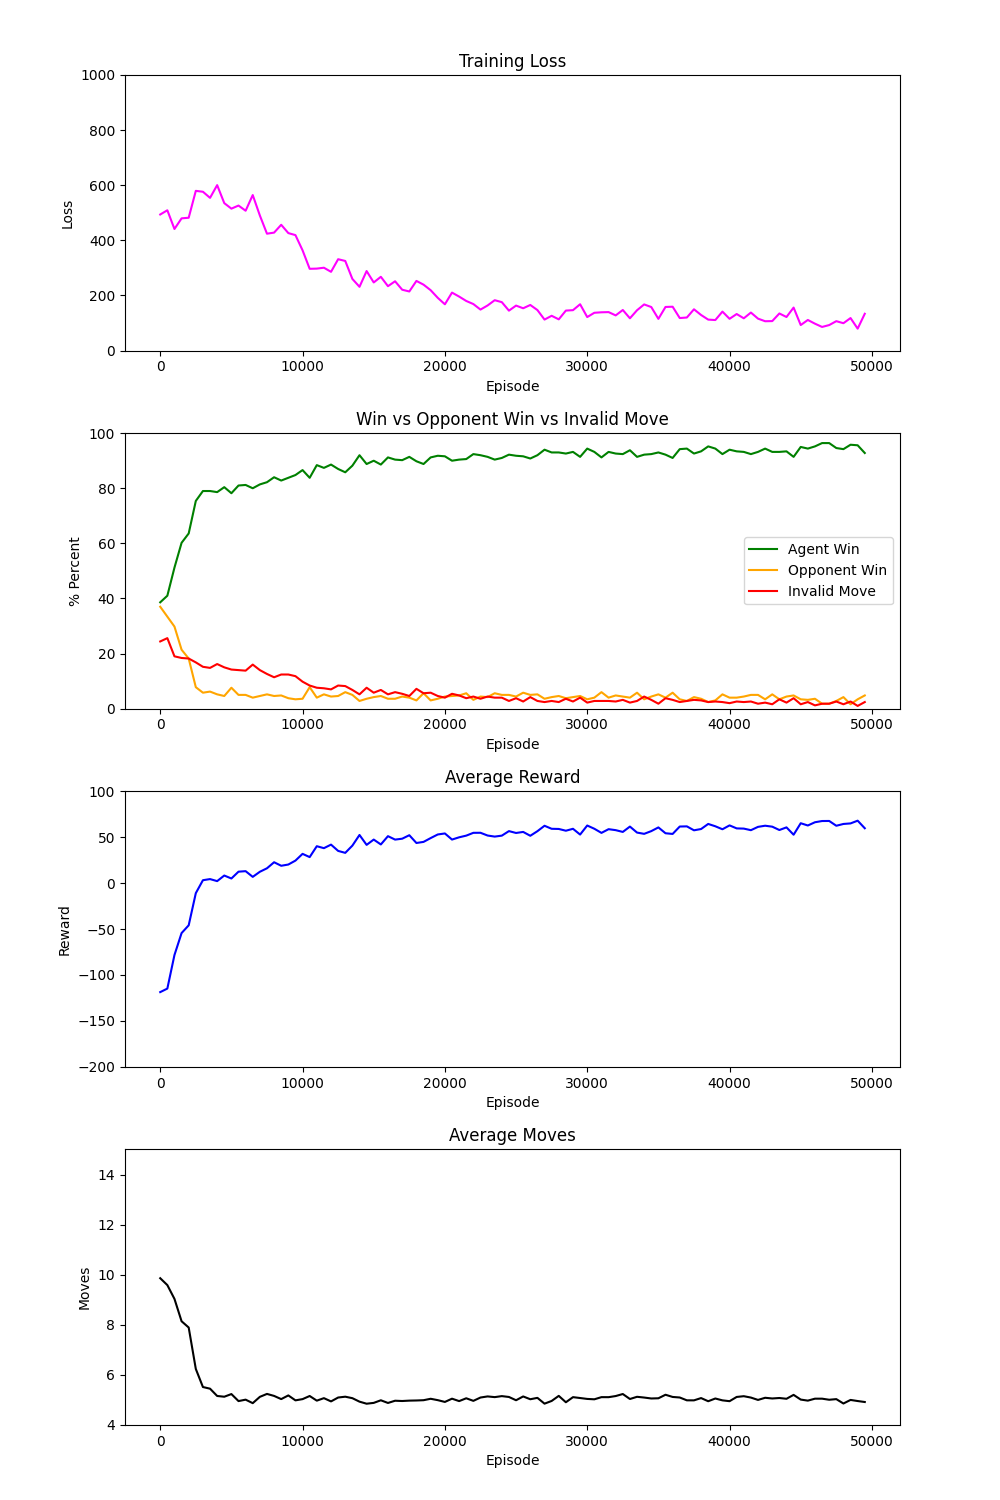 Training Loss
1000
800
600
400
200
0
Loss
0 10000 20000 30000 40000 50000
Episode
Win vs Opponent Win vs Invalid Move
100
80
60
40
20
0
% Percent
Agent Win
Opponent Win
Invalid Move
0 10000 20000 30000 40000 50000
Episode
Average Reward
100
50
0
−50
−100
−150
−200
Reward
0 10000 20000 30000 40000 50000
Episode
Average Moves
14
12
10
8
6
4
Moves
0 10000 20000 30000 40000 50000
Episode